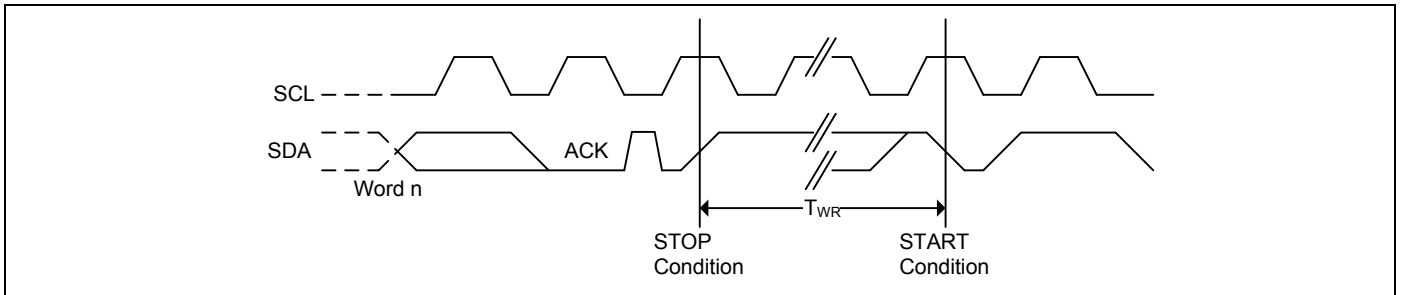 SCL
SDA
ACK
Word n
TWR
STOP
Condition
START
Condition